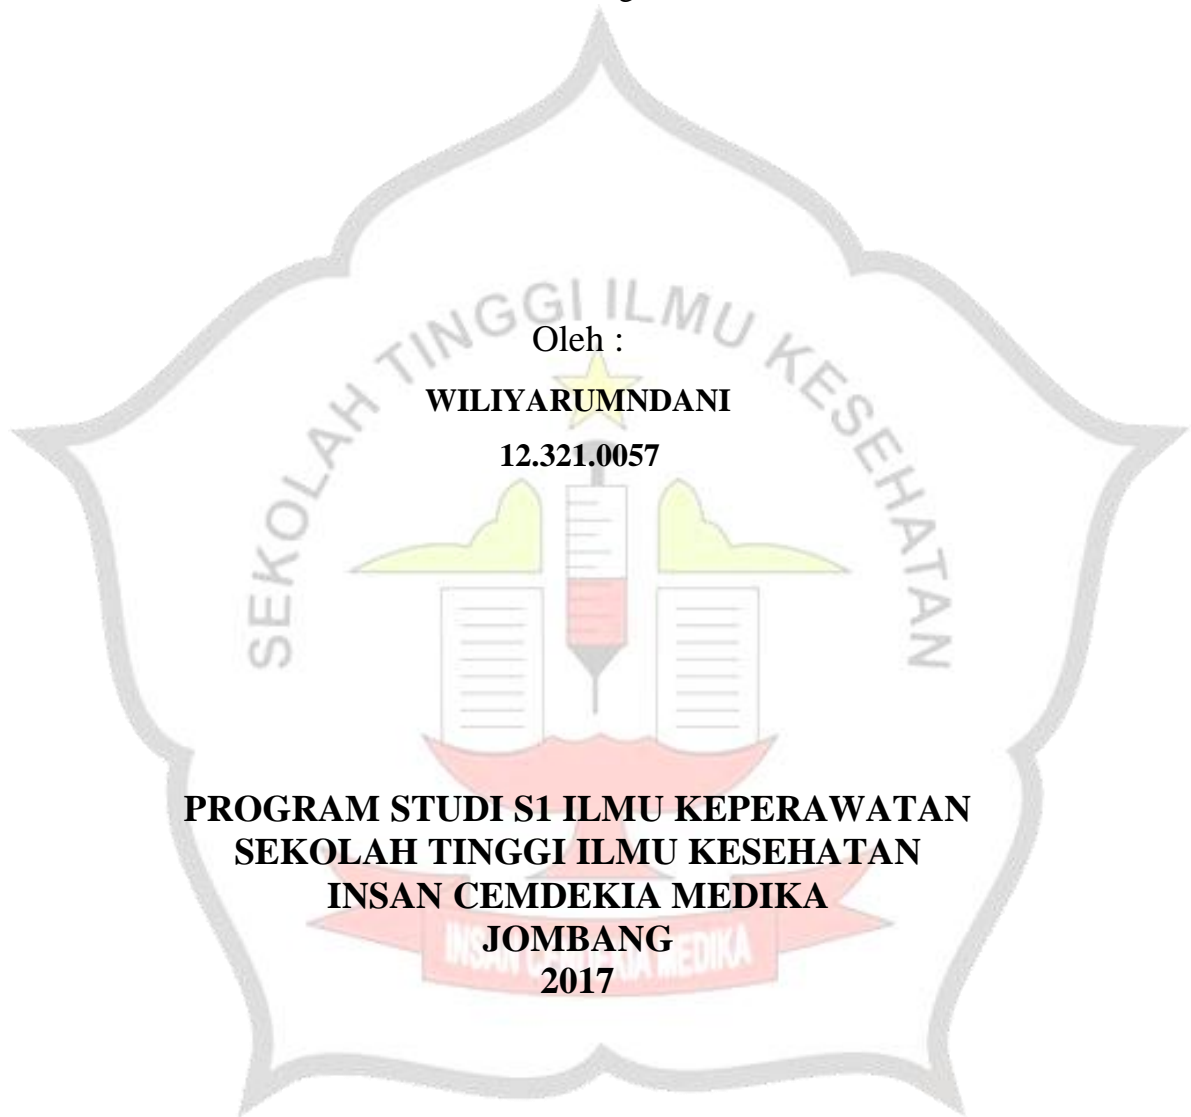 Oleh :
WILIYARUMNDANI
12.321.0057
SEKOLAH TINGGI ILMU KESEHATAN
PROGRAM STUDI S1 ILMU KEPERAWATAN
SEKOLAH TINGGI ILMU KESEHATAN
INSAN CEMDEKIA MEDIKA
JOMBANG
INSAN CEMDEKIA MEDIKA
2017